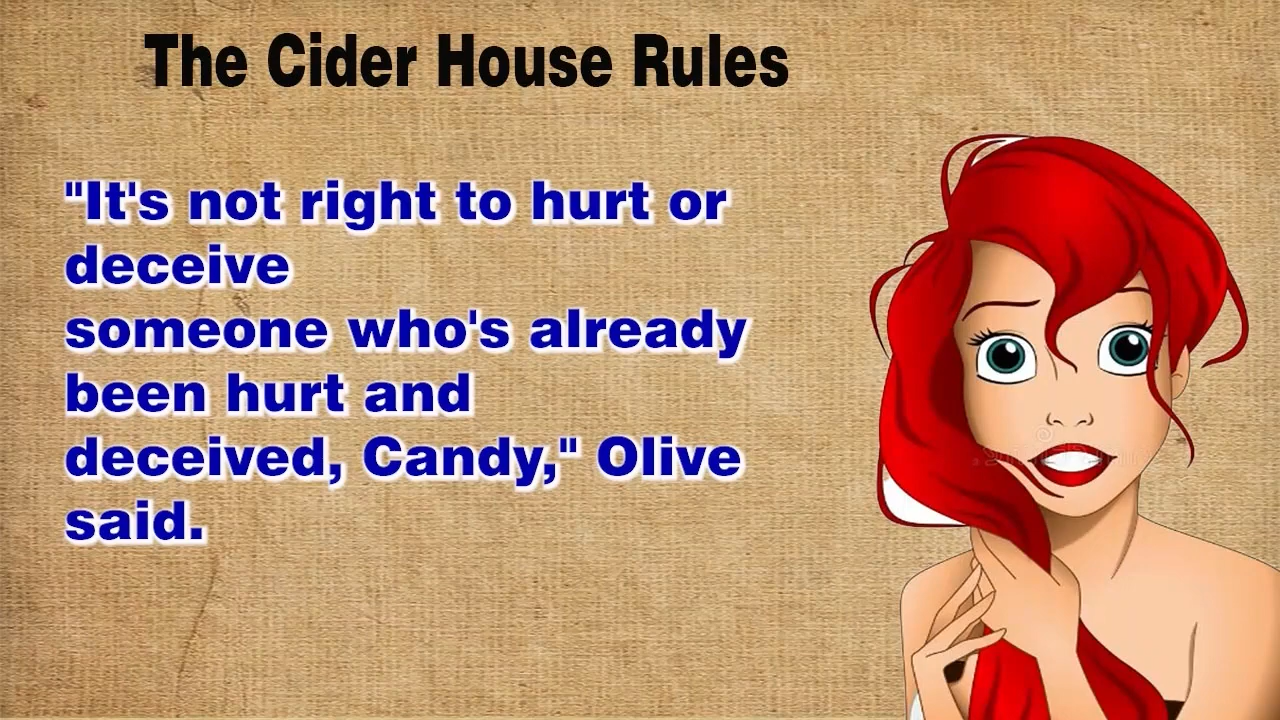 The Cider House Rules
"It's not right to hurt or
deceive
someone who's already
been hurt and
deceived, Candy," Olive
said.